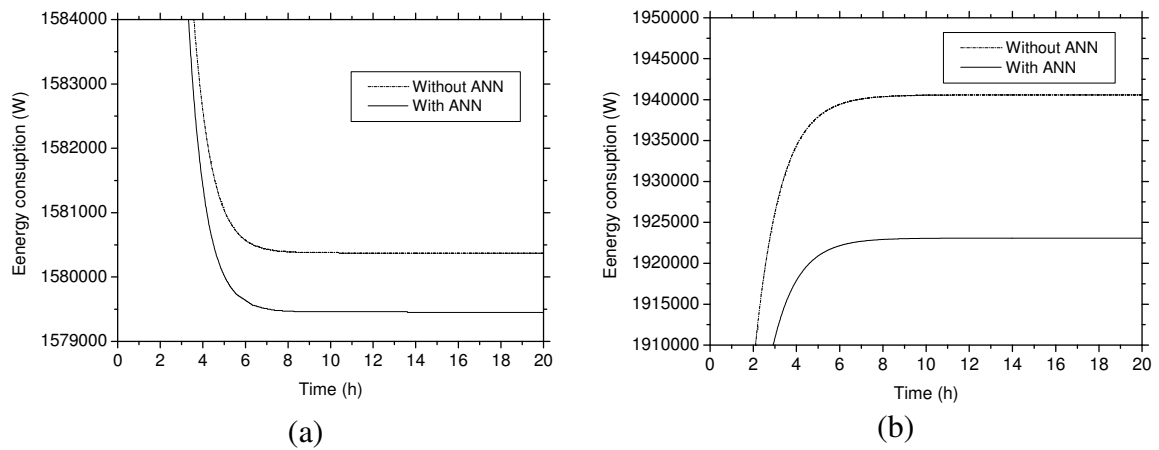 1584000
1583000
1582000
1581000
1580000
1579000
Eenergy consuption (W)
Without ANN
With ANN
0 2 4 6 8 10 12 14 16 18 20
Time (h)
(a)
1950000
1945000
1940000
1935000
1930000
1925000
1920000
1915000
1910000
Eenergy consuption (W)
Without ANN
With ANN
0 2 4 6 8 10 12 14 16 18 20
Time (h)
(b)